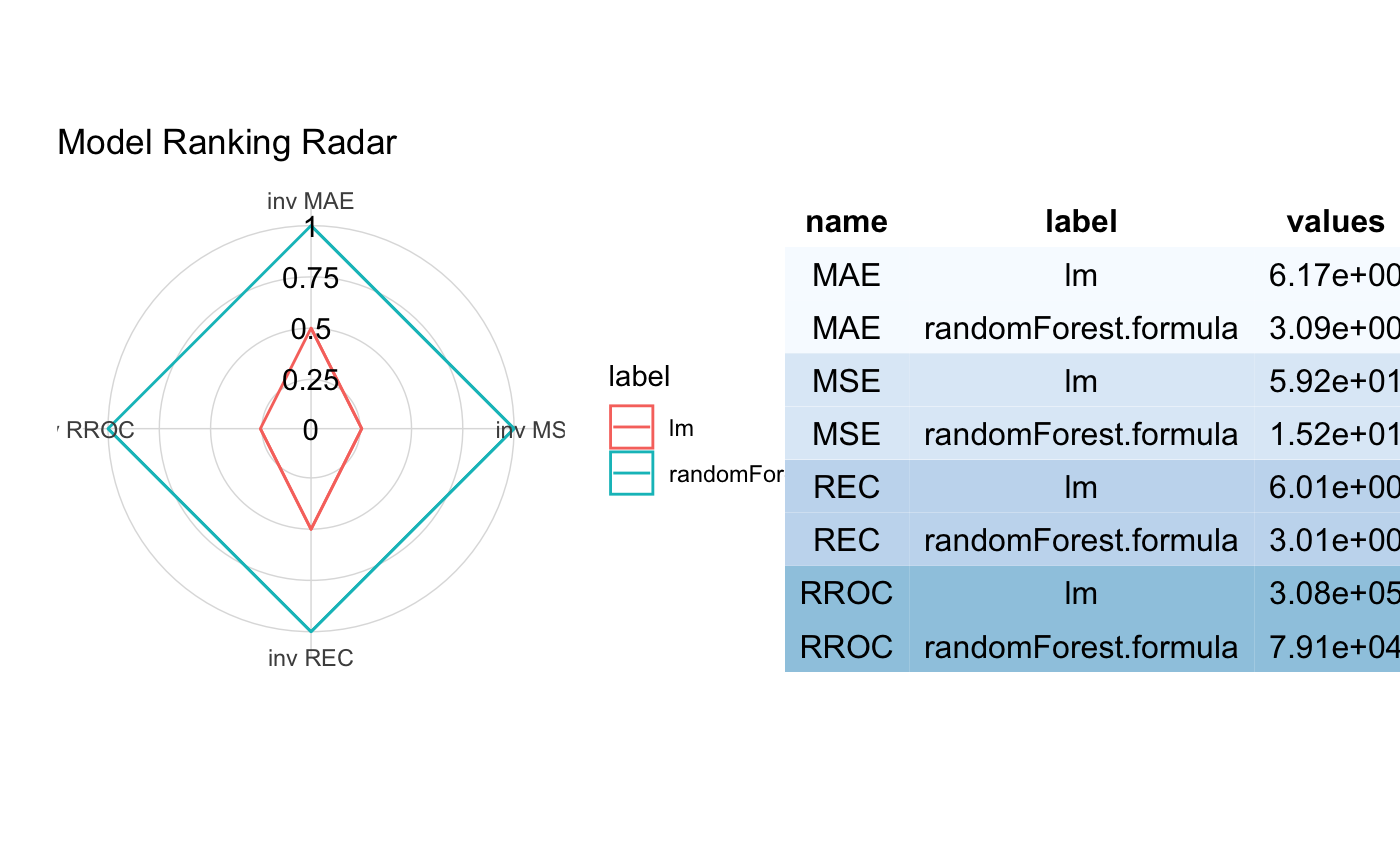 Model Ranking Radar
inv MAE
1
0.75
0.5
0.25
0
RROC
inv MS
inv REC
label
lm
randomFor
name label values
MAE lm 6.17e+00
MAE randomForest.formula 3.09e+00
MSE lm 5.92e+01
MSE randomForest.formula 1.52e+01
REC lm 6.01e+00
REC randomForest.formula 3.01e+00
RROC lm 3.08e+05
RROC randomForest.formula 7.91e+04